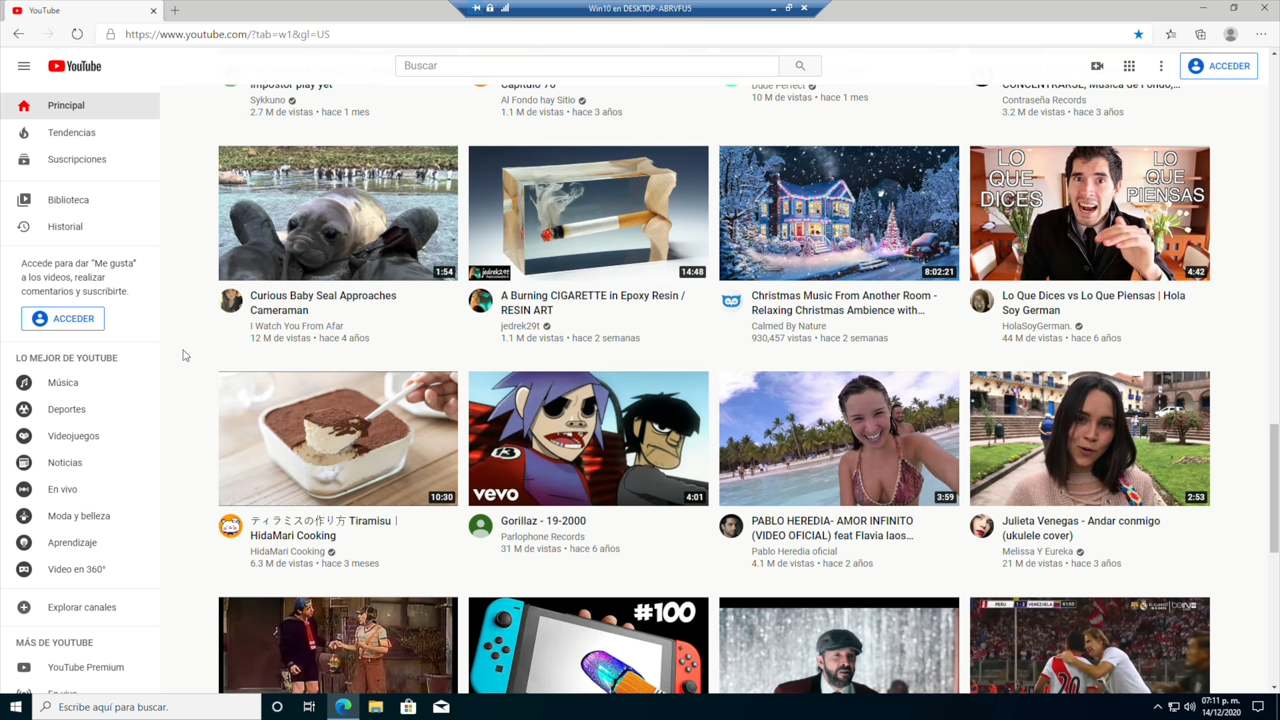 YouTube
Win10 en DESKTOP-ABRVFU5
https://www.youtube.com/?tab=w1&gl=US
YouTube
Buscar
ACCEDER
Principal
Tendencias
Suscripciones
Biblioteca
Historial
Accede para dar "Me gusta"
a los videos, realizar
comentarios y suscribirte.
ACCEDER
LO MEJOR DE YOUTUBE
Música
Deportes
Videojuegos
Noticias
En vivo
Moda y belleza
Aprendizaje
Video en 360°
Explorar canales
MÁS DE YOUTUBE
YouTube Premium
En vivo
Impostor play yet
Sykkuno
2.7 M de vistas • hace 1 mes
Capítulo 70
Al Fondo hay Sitio
1.1 M de vistas • hace 3 años
Dude Perfect
10 M de vistas • hace 1 mes
CONCENTRARSE, Música de Fondo,...
Contraseña Records
3.2 M de vistas • hace 3 años
1:54
Curious Baby Seal Approaches
Cameraman
I Watch You From Afar
12 M de vistas • hace 4 años
jedrek29t
14:48
A Burning CIGARETTE in Epoxy Resin /
RESIN ART
jedrek29t
1.1 M de vistas • hace 2 semanas
8:02:21
Christmas Music From Another Room -
Relaxing Christmas Ambience with...
Calmed By Nature
930,457 vistas • hace 2 semanas
LO QUE DICES
LO QUE PIENSAS
4:42
Lo Que Dices vs Lo Que Piensas | Hola
Soy German
HolaSoyGerman.
44 M de vistas • hace 6 años
10:30
ティラミスの作り方 Tiramisu｜
HidaMari Cooking
HidaMari Cooking
6.3 M de vistas • hace 3 meses
13
vevo
4:01
Gorillaz - 19-2000
Parlophone Records
31 M de vistas • hace 6 años
3:59
PABLO HEREDIA- AMOR INFINITO
(VIDEO OFICIAL) feat Flavia laos...
Pablo Heredia oficial
4.1 M de vistas • hace 2 años
2:53
Julieta Venegas - Andar conmigo
(ukulele cover)
Melissa Y Eureka
21 M de vistas • hace 3 años
#100
PERU
VENEZUELA
beIN
20
Escribe aquí para buscar.
07:11 p. m.
14/12/2020